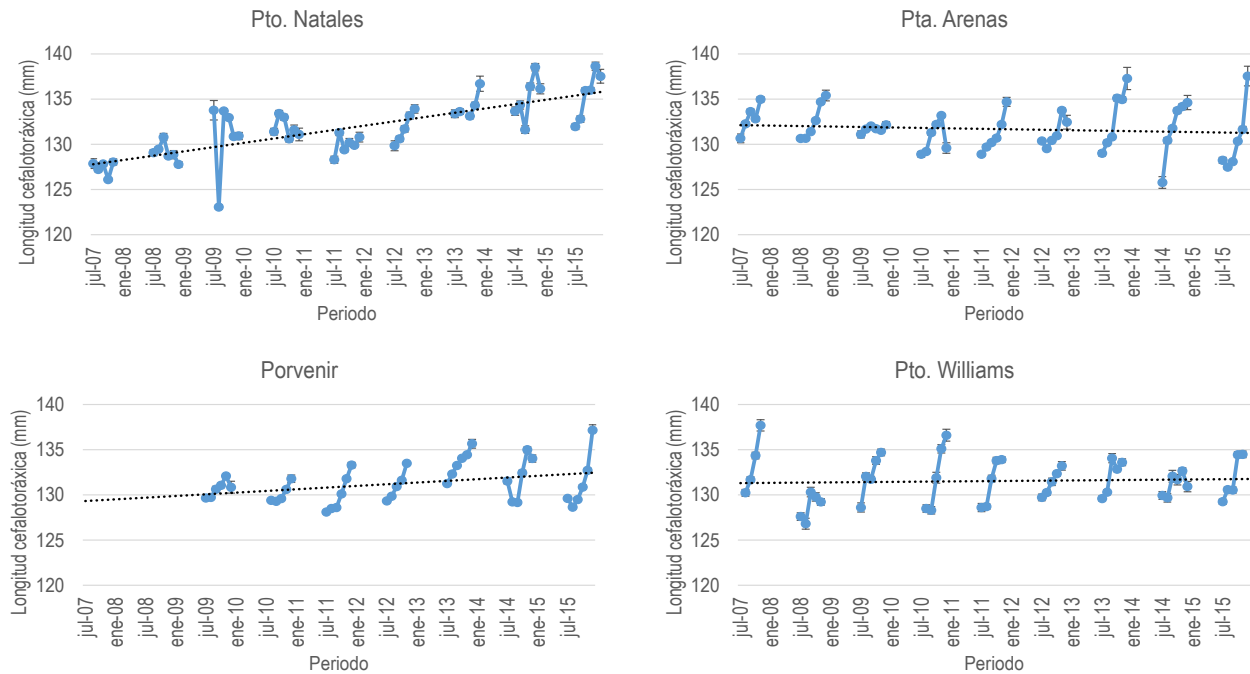 Pto. Natales
Longitud cefalotoráxica (mm)
140
135
130
125
120
jul-07
ene-08
jul-08
ene-09
jul-09
ene-10
jul-10
ene-11
jul-11
ene-12
jul-12
ene-13
jul-13
ene-14
jul-14
ene-15
jul-15
Periodo
Pta. Arenas
Longitud cefalotoráxica (mm)
140
135
130
125
120
jul-07
ene-08
jul-08
ene-09
jul-09
ene-10
jul-10
ene-11
jul-11
ene-12
jul-12
ene-13
jul-13
ene-14
jul-14
ene-15
jul-15
Periodo
Porvenir
Longitud cefalotoráxica (mm)
140
135
130
125
120
jul-07
ene-08
jul-08
ene-09
jul-09
ene-10
jul-10
ene-11
jul-11
ene-12
jul-12
ene-13
jul-13
ene-14
jul-14
ene-15
jul-15
Periodo
Pto. Williams
Longitud cefalotoráxica (mm)
140
135
130
125
120
jul-07
ene-08
jul-08
ene-09
jul-09
ene-10
jul-10
ene-11
jul-11
ene-12
jul-12
ene-13
jul-13
ene-14
jul-14
ene-15
jul-15
Periodo